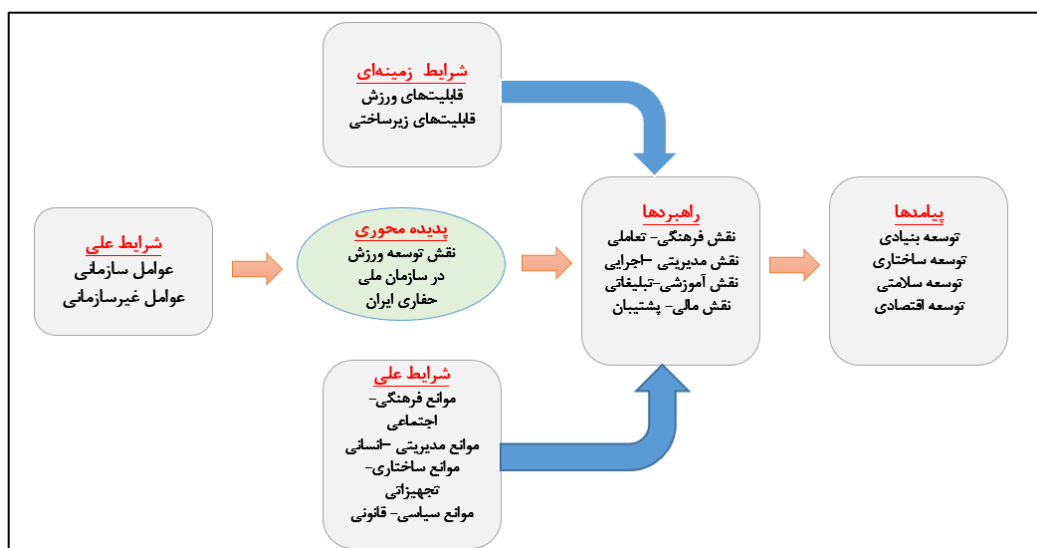 شرایط زمینه‌ای
قابلیت‌های ورزش
قابلیت‌های زیرساختی
شرایط علی
عوامل سازمانی
عوامل غیرسازمانی
پدیده محوری
نقش توسعه ورزش
در سازمان ملی
حفاری ایران
راهبردها
نقش فرهنگی- تعاملی
نقش مدیریتی –اجرایی
نقش آموزشی-تبلیغاتی
نقش مالی- پشتیبان
پیامدها
توسعه بنیادی
توسعه ساختاری
توسعه سلامتی
توسعه اقتصادی
شرایط علی
موانع فرهنگی-
اجتماعی
موانع مدیریتی –انسانی
موانع ساختاری-
تجهیزاتی
موانع سیاسی- قانونی